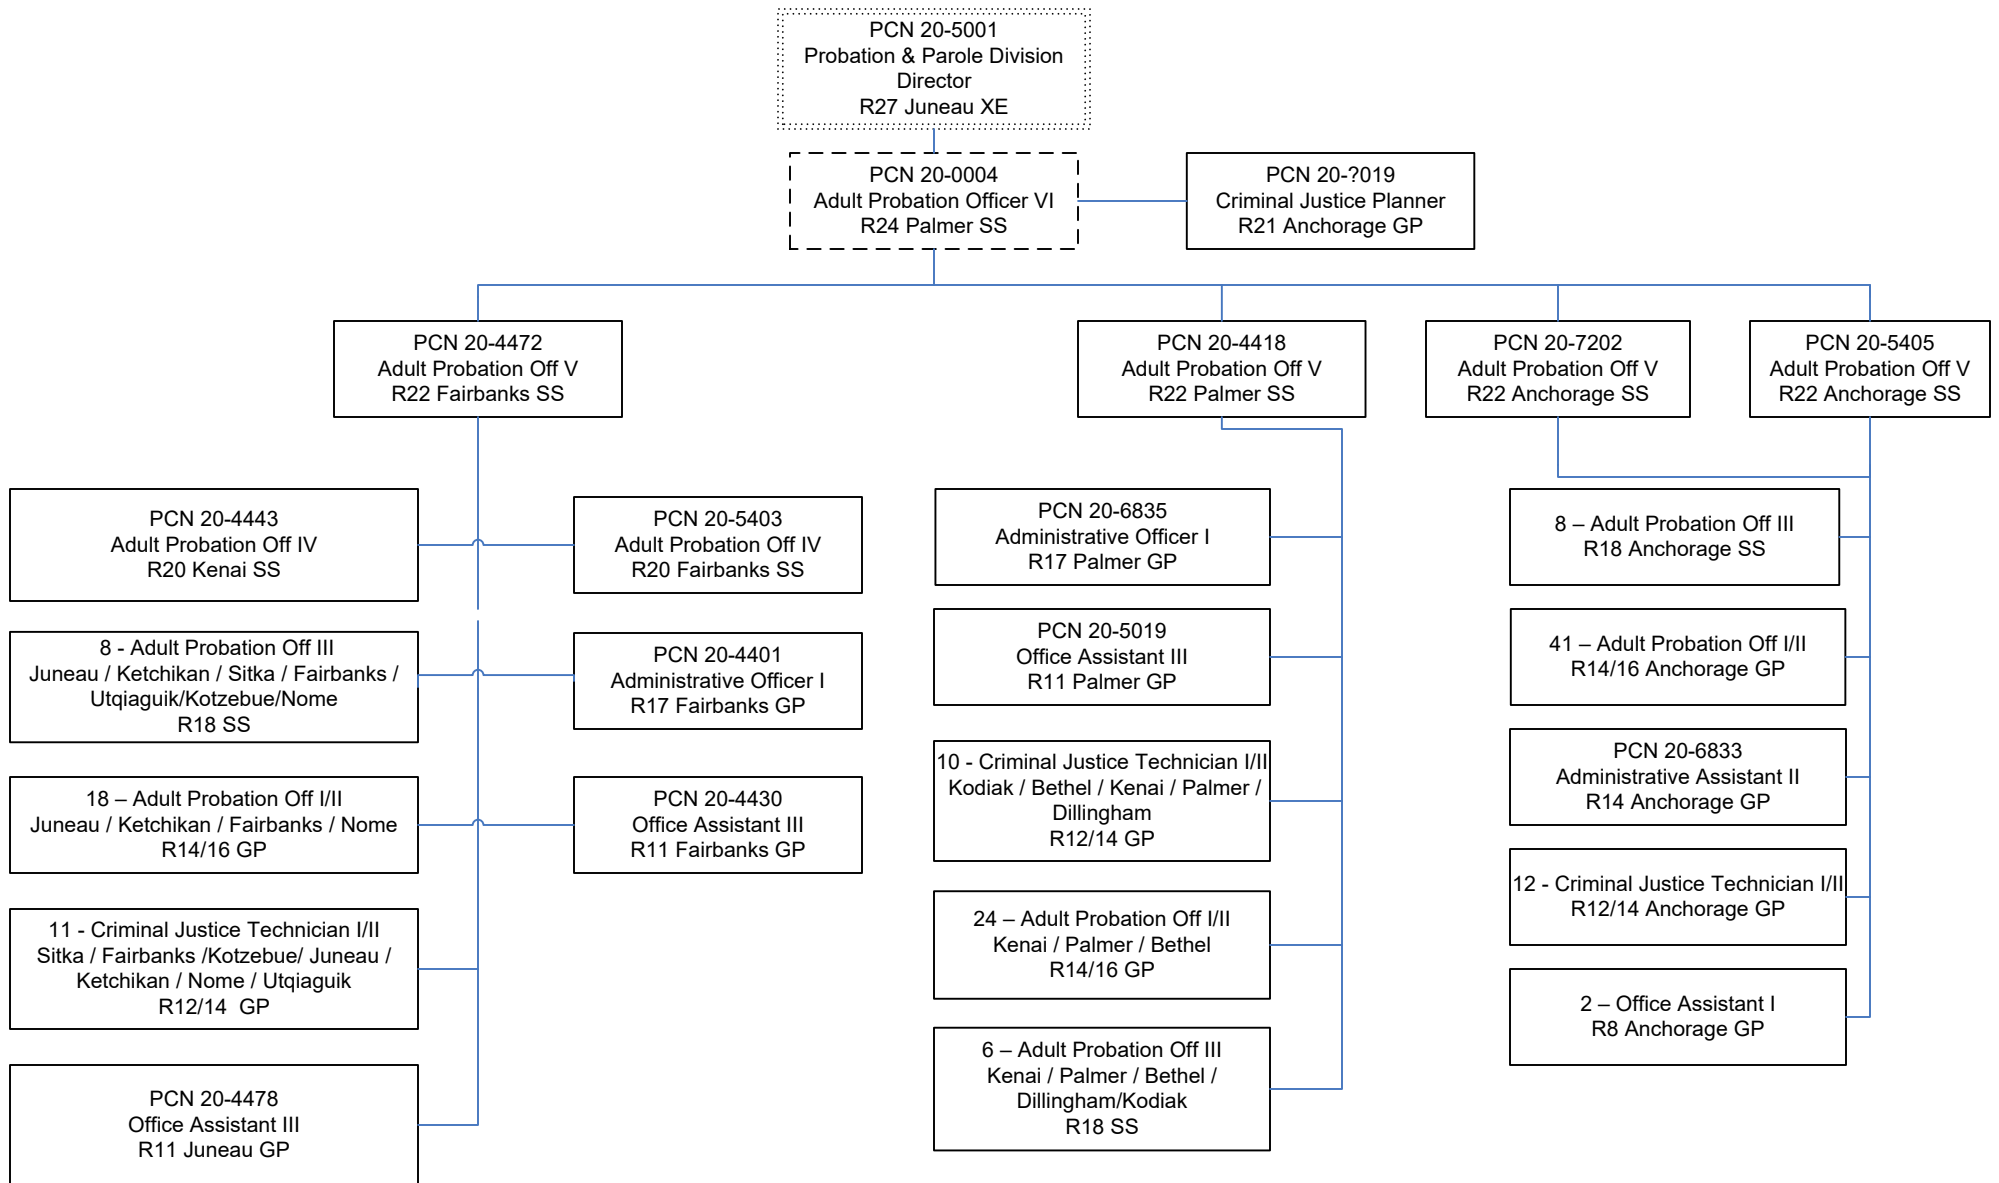 PCN 20-5001
Probation & Parole Division
Director
R27 Juneau XE
PCN 20-0004
Adult Probation Officer VI
R24 Palmer SS
PCN 20-?019
Criminal Justice Planner
R21 Anchorage GP
PCN 20-4472
Adult Probation Off V
R22 Fairbanks SS
PCN 20-4418
Adult Probation Off V
R22 Palmer SS
PCN 20-7202
Adult Probation Off V
R22 Anchorage SS
PCN 20-5405
Adult Probation Off V
R22 Anchorage SS
PCN 20-4443
Adult Probation Off IV
R20 Kenai SS
8 - Adult Probation Off III
Juneau / Ketchikan / Sitka / Fairbanks /
Utqiaguik/Kotzebue/Nome
R18 SS
18 – Adult Probation Off I/II
Juneau / Ketchikan / Fairbanks / Nome
R14/16 GP
11 - Criminal Justice Technician I/II
Sitka / Fairbanks /Kotzebue/ Juneau /
Ketchikan / Nome / Utqiaguik
R12/14  GP
PCN 20-4478
Office Assistant III
R11 Juneau GP
PCN 20-5403
Adult Probation Off IV
R20 Fairbanks SS
PCN 20-4401
Administrative Officer I
R17 Fairbanks GP
PCN 20-4430
Office Assistant III
R11 Fairbanks GP
PCN 20-6835
Administrative Officer I
R17 Palmer GP
PCN 20-5019
Office Assistant III
R11 Palmer GP
10 - Criminal Justice Technician I/II
Kodiak / Bethel / Kenai / Palmer /
Dillingham
R12/14 GP
24 – Adult Probation Off I/II
Kenai / Palmer / Bethel
R14/16 GP
6 – Adult Probation Off III
Kenai / Palmer / Bethel /
Dillingham/Kodiak
R18 SS
8 – Adult Probation Off III
R18 Anchorage SS
41 – Adult Probation Off I/II
R14/16 Anchorage GP
PCN 20-6833
Administrative Assistant II
R14 Anchorage GP
12 - Criminal Justice Technician I/II
R12/14 Anchorage GP
2 – Office Assistant I
R8 Anchorage GP